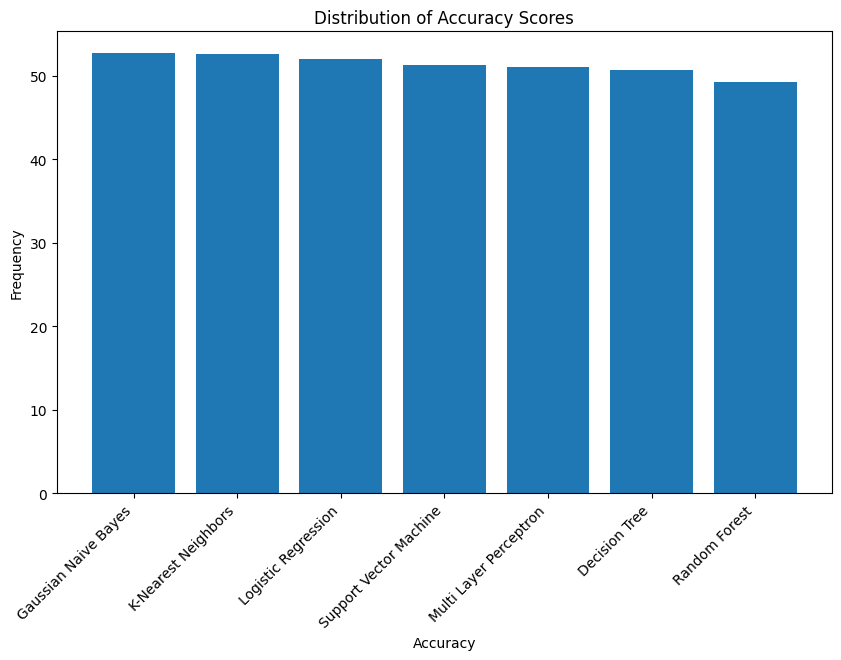 Distribution of Accuracy Scores
Frequency
50
40
30
20
10
0
Gaussian Naive Bayes
K-Nearest Neighbors
Logistic Regression
Support Vector Machine
Multi Layer Perceptron
Decision Tree
Random Forest
Accuracy